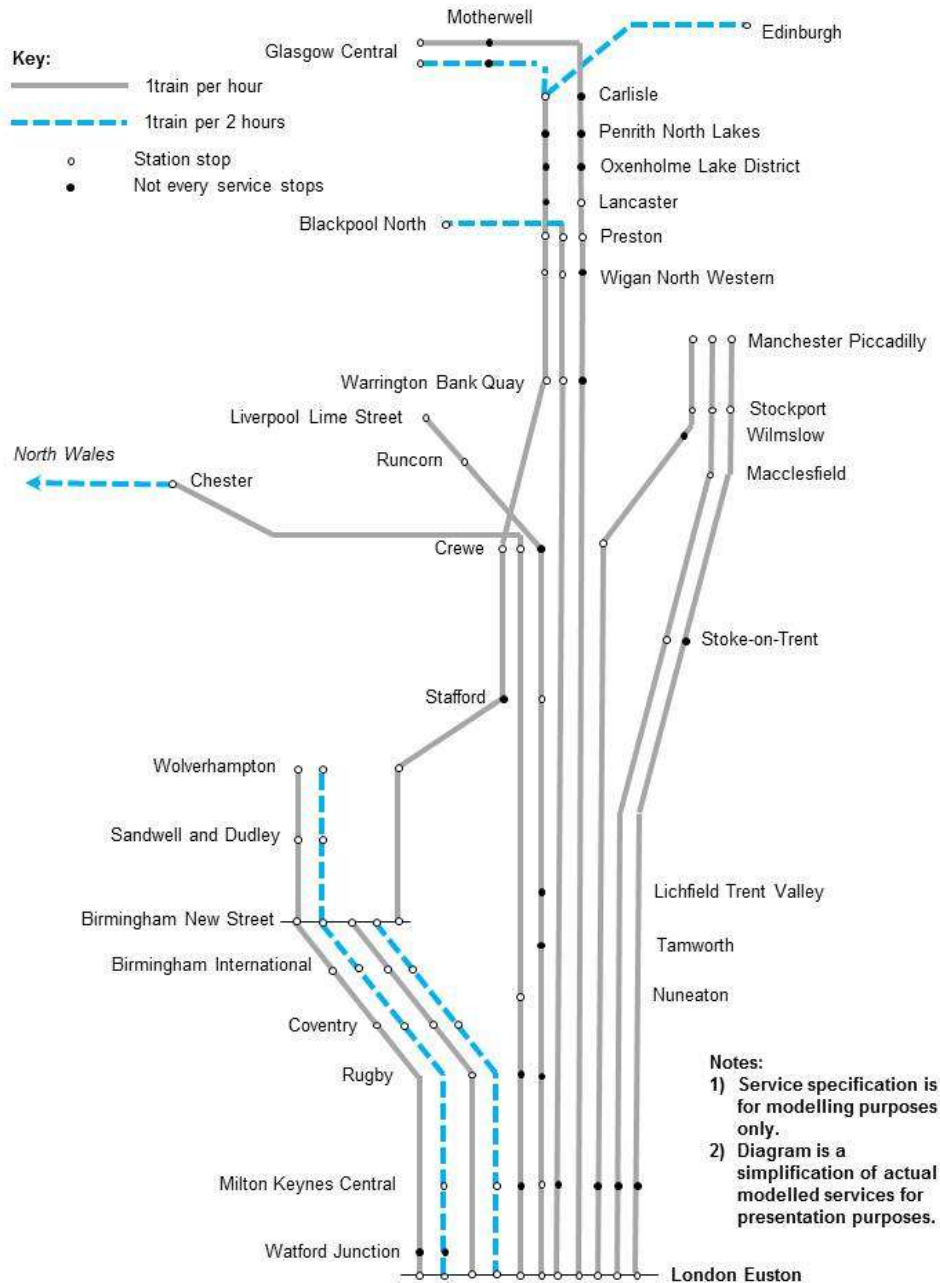 Motherwell
Edinburgh
Glasgow Central
Key:
1train per hour
Carlisle
1train per 2 hours
Penrith North Lakes
Station stop
Oxenholme Lake District
Not every service stops
Lancaster
Blackpool North
Preston
Wigan North Western
Manchester Piccadilly
Warrington Bank Quay
Stockport
Liverpool Lime Street
Wilmslow
North Wales
Runcorn
Macclesfield
Chester
Crewe
Stoke-on-Trent
Stafford
Wolverhampton
Sandwell and Dudley
Lichfield Trent Valley
Birmingham New Street
Tamworth
Birmingham International
Nuneaton
Coventry
Rugby
Notes:
1) Service specification is
for modelling purposes
only.
2) Diagram is a
simplification of actual
modelled services for
presentation purposes.
Milton Keynes Central
Watford Junction
London Euston